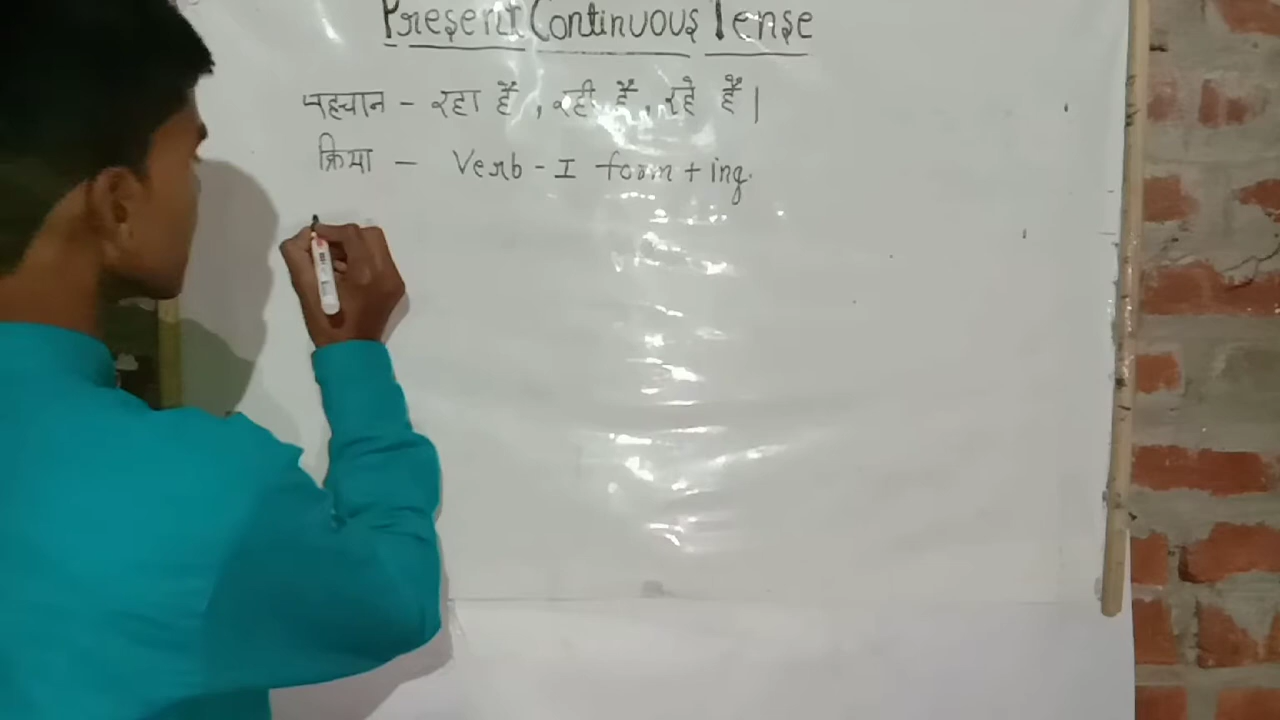 Present Continuous Tense
पहचान - रहा है, रही है, रहे हैं।
क्रिया - Verb - I form + ing.